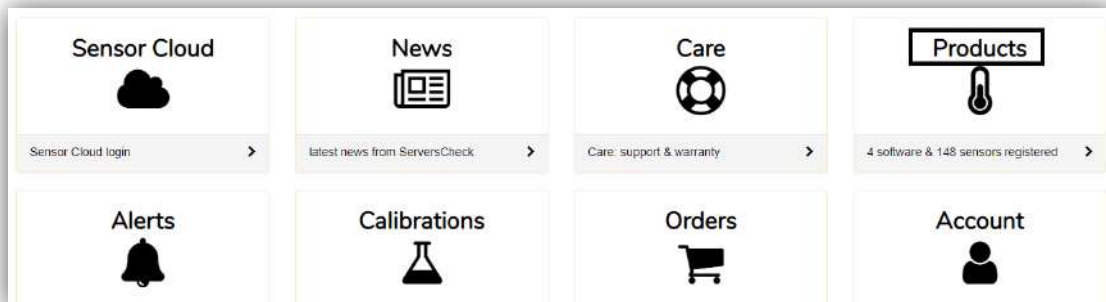 Sensor Cloud
News
Care
Products
Sensor Cloud login
latest news from ServersCheck
Care: support & warranty
4 software & 148 sensors registered
Alerts
Calibrations
Orders
Account